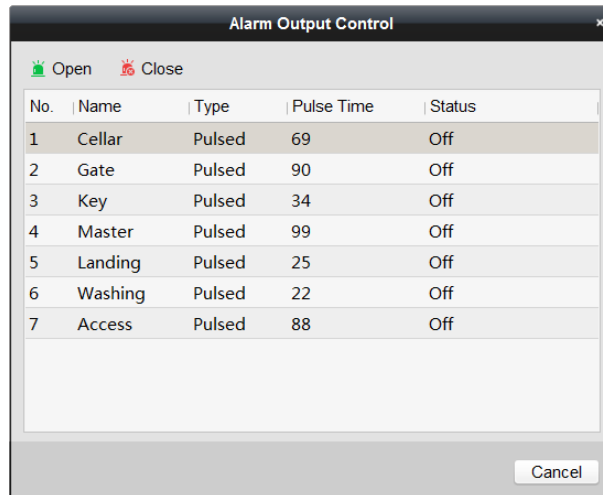 Alarm Output Control ×
Open Close
No. Name Type Pulse Time Status
1 Cellar Pulsed 69 Off
2 Gate Pulsed 90 Off
3 Key Pulsed 34 Off
4 Master Pulsed 99 Off
5 Landing Pulsed 25 Off
6 Washing Pulsed 22 Off
7 Access Pulsed 88 Off
Cancel